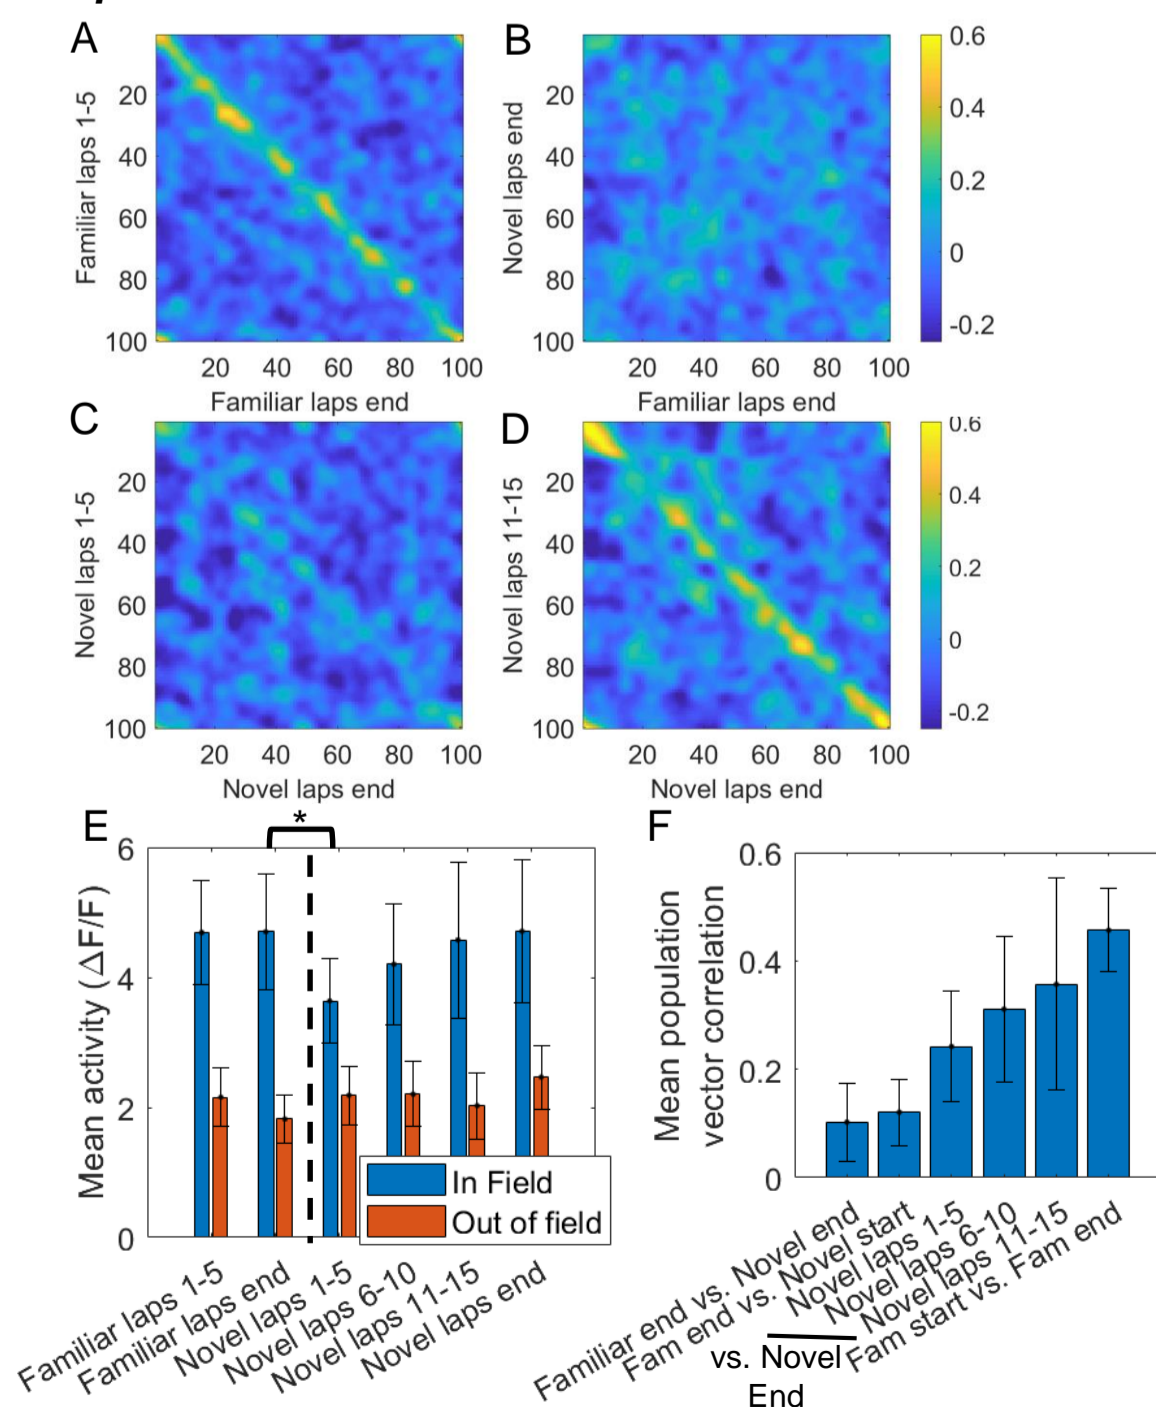 A
Familiar laps 1-5
20
40
60
80
100
20 40 60 80 100
Familiar laps end
B
Novel laps end
20
40
60
80
100
20 40 60 80 100
Familiar laps end
0.6
0.4
0.2
0
-0.2
C
Novel laps 1-5
20
40
60
80
100
20 40 60 80 100
Novel laps end
D
Novel laps 11-15
20
40
60
80
100
20 40 60 80 100
Novel laps end
0.6
0.4
0.2
0
-0.2
E
*
Mean activity (ΔF/F)
6
4
2
0
In Field
Out of field
Familiar laps 1-5
Familiar laps end
Novel laps 1-5
Novel laps 6-10
Novel laps 11-15
Novel laps end
F
Mean population
vector correlation
0.6
0.4
0.2
0
Familiar end vs. Novel end
Fam end vs. Novel start
Novel laps 1-5
Novel laps 6-10
Novel laps 11-15
Fam start vs. Fam end
vs. Novel
End